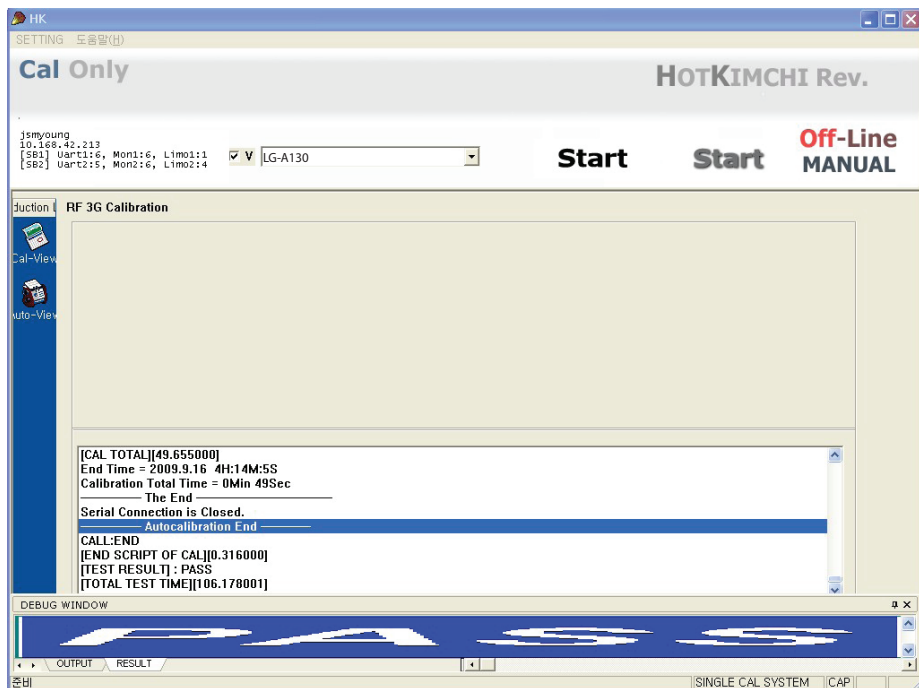 HK
SETTING 도움말(H)
Cal Only
HOTKIMCHI Rev.
jsmyoung
10.168.42.213
[SB1] Uart1:6, Mon1:6, Limo1:1
[SB2] Uart2:5, Mon2:6, Limo2:4
V LG-A130
Start Start
Off-Line
MANUAL
duction
RF 3G Calibration
Cal-View
uto-View
[CAL TOTAL][49.655000]
End Time = 2009.9.16 4H:14M:5S
Calibration Total Time = 0Min 49Sec
———— The End ————
Serial Connection is Closed.
———— Autocalibration End ————
CALL:END
[END SCRIPT OF CAL][0.316000]
[TEST RESULT] : PASS
[TOTAL TEST TIME][106.178001]
DEBUG WINDOW
PASS
OUTPUT RESULT
준비
SINGLE CAL SYSTEM CAP